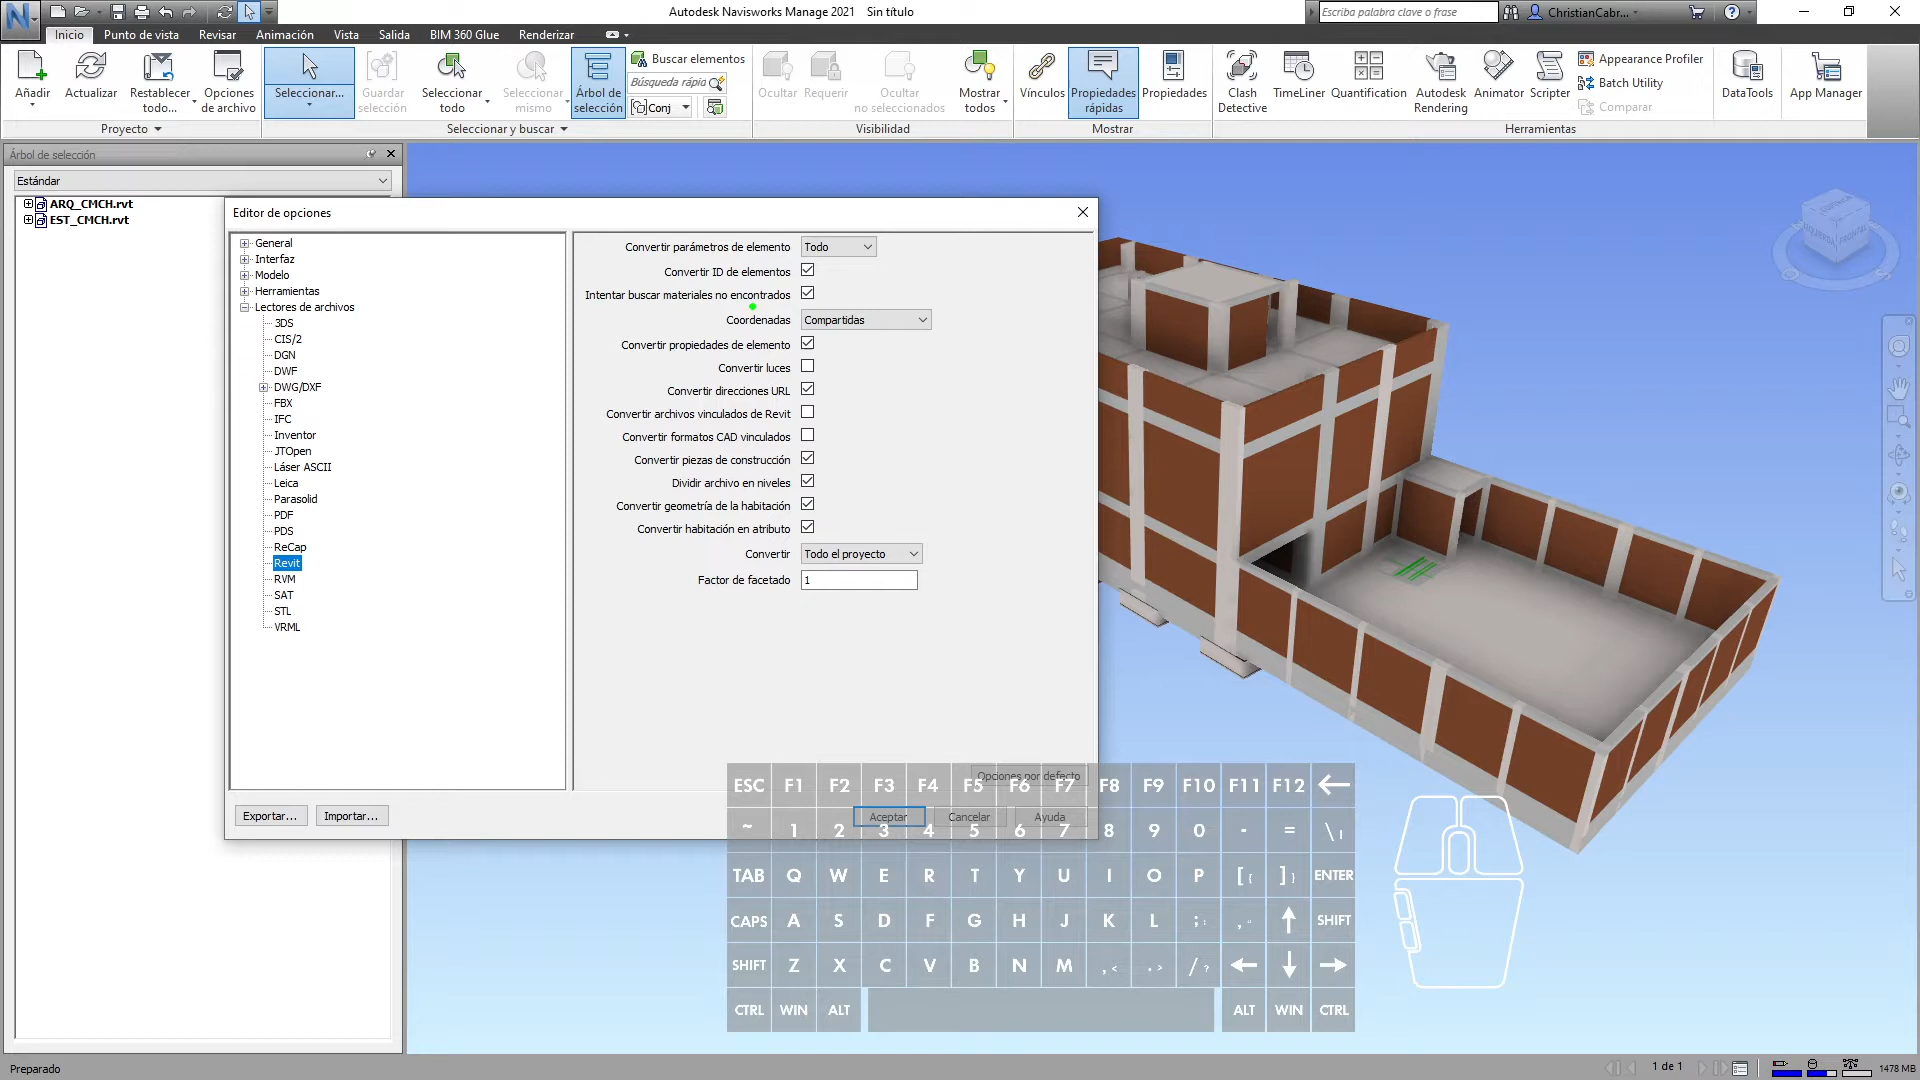 Autodesk Navisworks Manage 2021 Sin título
Escriba palabra clave o frase
ChristianCabr...
Inicio Punto de vista Revisar Animación Vista Salida BIM 360 Glue Renderizar
Añadir
Actualizar
Restablecer todo...
Opciones de archivo
Seleccionar...
Guardar selección
Seleccionar todo
Seleccionar mismo
Árbol de selección
Buscar elementos
Búsqueda rápid
Conj
Ocultar
Requerir
Ocultar no seleccionados
Mostrar todos
Vínculos
Propiedades rápidas
Propiedades
Clash Detective
TimeLiner
Quantification
Autodesk Rendering
Animator
Scripter
Appearance Profiler
Batch Utility
Comparar
DataTools
App Manager
Proyecto
Seleccionar y buscar
Visibilidad
Mostrar
Herramientas
Árbol de selección
Estándar
ARQ_CMCH.rvt
EST_CMCH.rvt
Editor de opciones
General
Interfaz
Modelo
Herramientas
Lectores de archivos
3DS
CIS/2
DGN
DWF
DWG/DXF
FBX
IFC
Inventor
JTOpen
Láser ASCII
Leica
Parasolid
PDF
PDS
ReCap
Revit
RVM
SAT
STL
VRML
Convertir parámetros de elemento Todo
Convertir ID de elementos
Intentar buscar materiales no encontrados
Coordenadas Compartidas
Convertir propiedades de elemento
Convertir luces
Convertir direcciones URL
Convertir archivos vinculados de Revit
Convertir formatos CAD vinculados
Convertir piezas de construcción
Dividir archivo en niveles
Convertir geometría de la habitación
Convertir habitación en atributo
Convertir Todo el proyecto
Factor de facetado 1
Opciones por defecto
Exportar... Importar... Aceptar Cancelar Ayuda
ESC F1 F2 F3 F4 F5 F6 F7 F8 F9 F10 F11 F12 ←
~ 1 2 3 4 5 6 7 8 9 0 - = \|
TAB Q W E R T Y U I O P [{ ]} ENTER
CAPS A S D F G H J K L ;: ," ↑ SHIFT
SHIFT Z X C V B N M ,< .> /? ← ↓ →
CTRL WIN ALT ALT WIN CTRL
Preparado
1 de 1
1478 MB